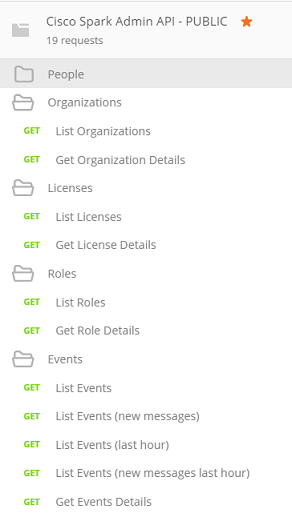 Cisco Spark Admin API - PUBLIC
19 requests
People
Organizations
GET List Organizations
GET Get Organization Details
Licenses
GET List Licenses
GET Get License Details
Roles
GET List Roles
GET Get Role Details
Events
GET List Events
GET List Events (new messages)
GET List Events (last hour)
GET List Events (new messages last hour)
GET Get Events Details